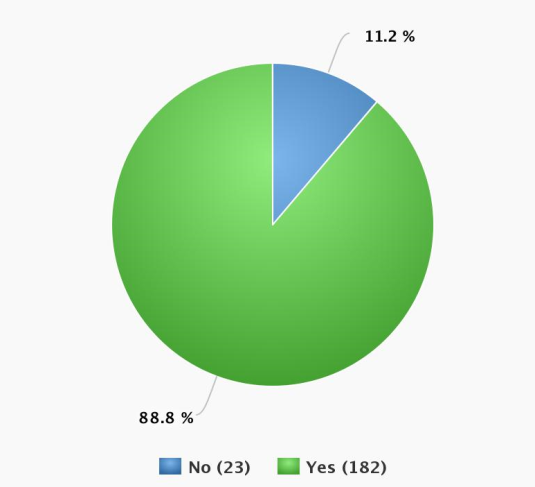 11.2 %
88.8 %
No (23) Yes (182)